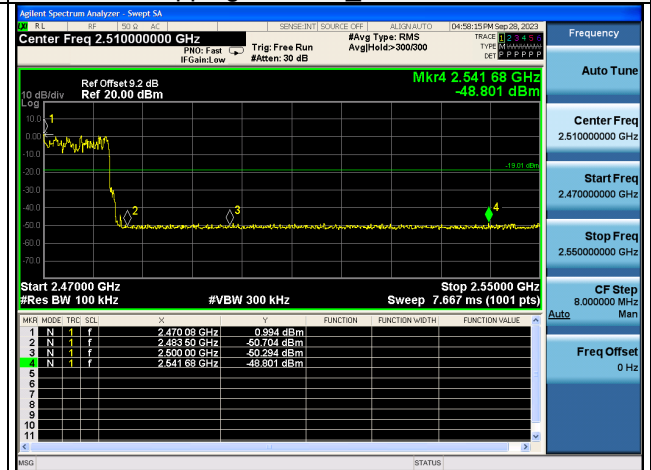 Agilent Spectrum Analyzer - Swept SA
RL RF 50 Ω AC SENSE:INT SOURCE OFF ALIGN AUTO 04:58:15 PM Sep 28, 2023
Center Freq 2.510000000 GHz #Avg Type: RMS TRACE 1 2 3 4 5 6
PNO: Fast Trig: Free Run Avg|Hold:>300/300 TYPE M
IFGain:Low #Atten: 30 dB DET P P P P P P
Frequency
Auto Tune
Mkr4 2.541 68 GHz
Ref Offset 9.2 dB
10 dB/div Ref 20.00 dBm -48.801 dBm
Log
10.0
0.00
-10.0
-20.0
-30.0
-40.0
-50.0
-60.0
-70.0
1
2
3
4
-19.01 dBm
Center Freq
2.510000000 GHz
Start Freq
2.470000000 GHz
Stop Freq
2.550000000 GHz
CF Step
8.000000 MHz
Auto Man
Freq Offset
0 Hz
Start 2.47000 GHz Stop 2.55000 GHz
#Res BW 100 kHz #VBW 300 kHz Sweep 7.667 ms (1001 pts)
MKR MODE TRC SCL X Y FUNCTION FUNCTION WIDTH FUNCTION VALUE
1 N 1 f 2.470 08 GHz 0.994 dBm
2 N 1 f 2.483 50 GHz -50.704 dBm
3 N 1 f 2.500 00 GHz -50.294 dBm
4 N 1 f 2.541 68 GHz -48.801 dBm
5
6
7
8
9
10
11
MSG STATUS